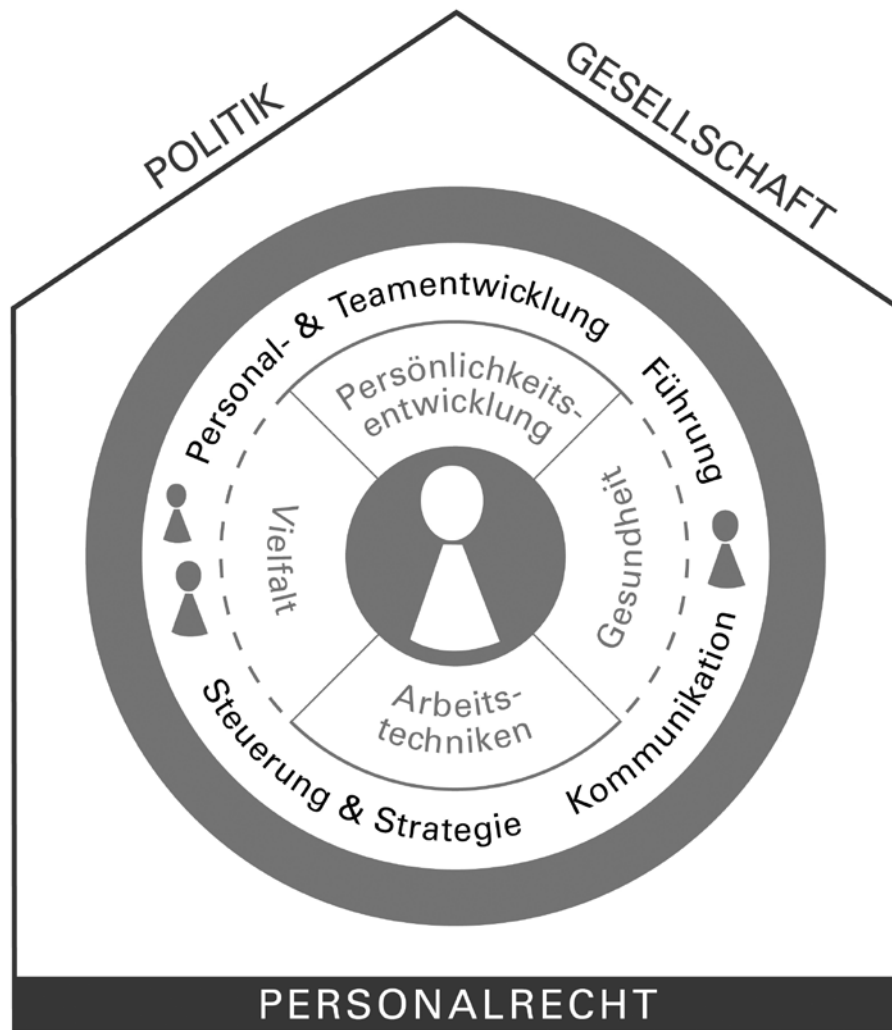 POLITIK
GESELLSCHAFT
Personal- & Teamentwicklung
Führung
Persönlichkeits-
entwicklung
Vielfalt
Gesundheit
Arbeits-
techniken
Steuerung & Strategie
Kommunikation
PERSONALRECHT